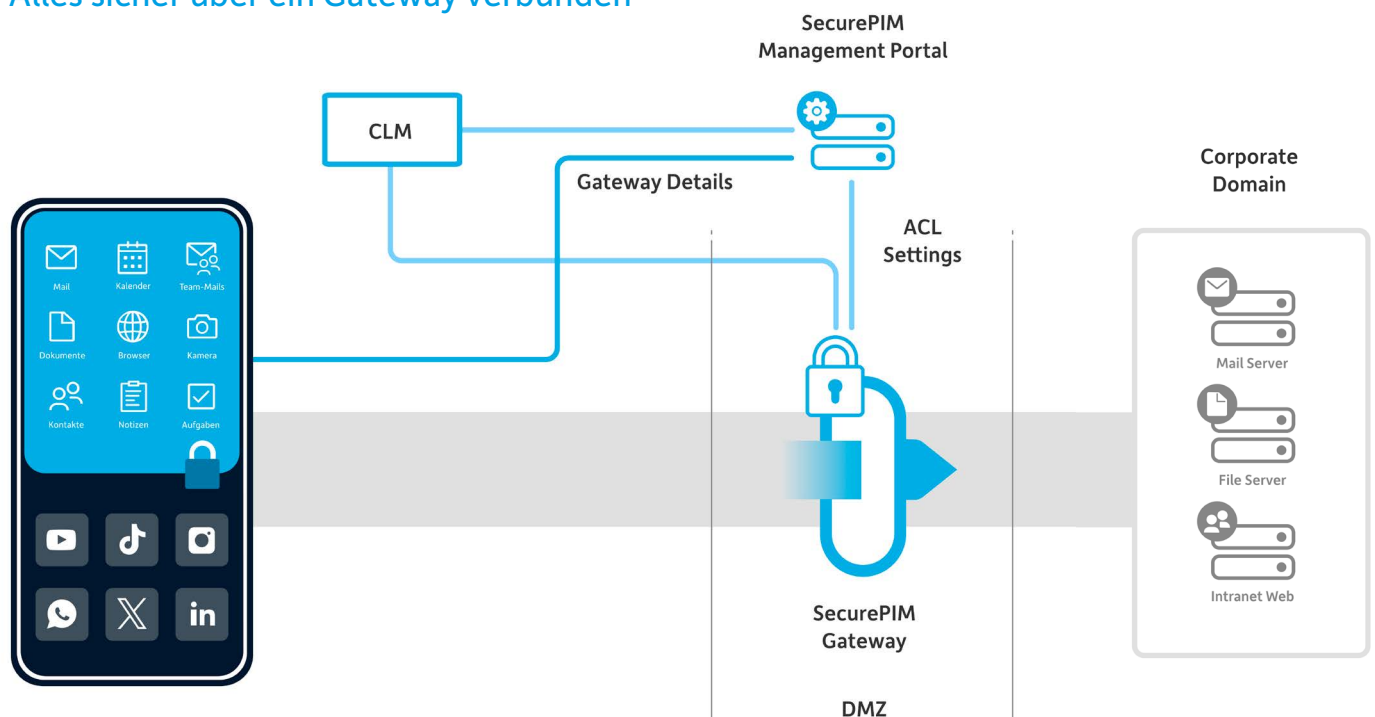 Alles sicher über ein Gateway verbunden
SecurePIM
Management Portal
CLM
Gateway Details
Corporate
Domain
ACL
Settings
Mail
Kalender
Team-Mails
Dokumente
Browser
Kamera
Kontakte
Notizen
Aufgaben
in
Mail Server
File Server
Intranet Web
SecurePIM
Gateway
DMZ